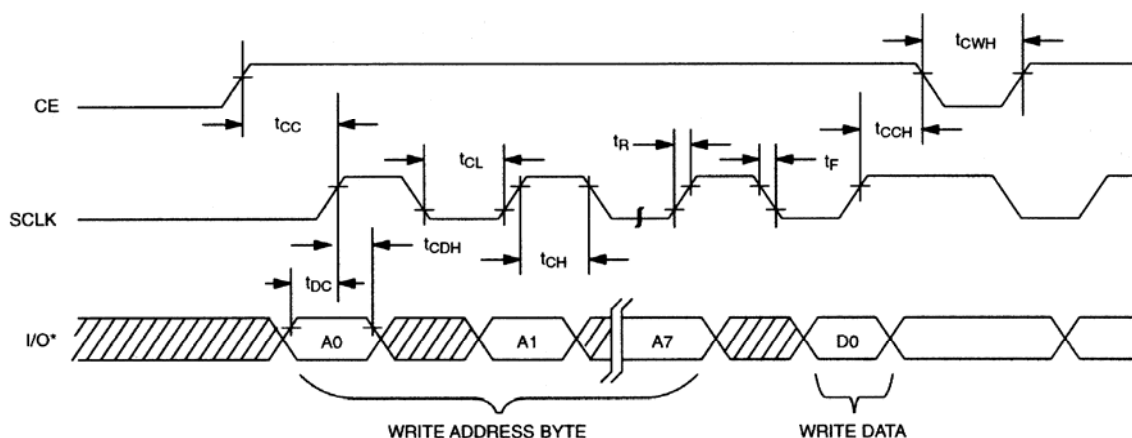 tCWH
CE
tCC
tCCH
tCL
tR
tF
SCLK
tCDH
tCH
tDC
I/O*
A0
A1
A7
D0
WRITE ADDRESS BYTE
WRITE DATA